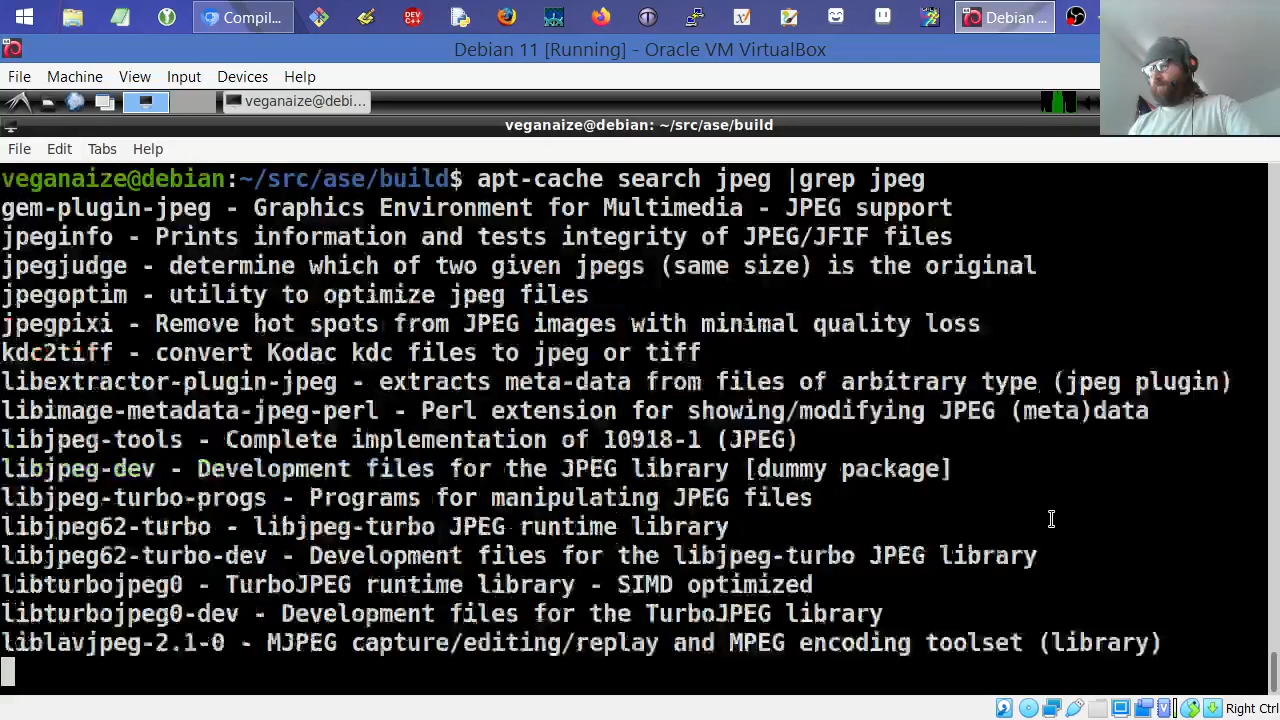 Compil...
Debian ...
Debian 11 [Running] - Oracle VM VirtualBox
File Machine View Input Devices Help
veganaize@debi...
veganaize@debian: ~/src/ase/build
File Edit Tabs Help
veganaize@debian:~/src/ase/build$ apt-cache search jpeg |grep jpeg
gem-plugin-jpeg - Graphics Environment for Multimedia - JPEG support
jpeginfo - Prints information and tests integrity of JPEG/JFIF files
jpegjudge - determine which of two given jpegs (same size) is the original
jpegoptim - utility to optimize jpeg files
jpegpixi - Remove hot spots from JPEG images with minimal quality loss
kdc2tiff - convert Kodac kdc files to jpeg or tiff
libextractor-plugin-jpeg - extracts meta-data from files of arbitrary type (jpeg plugin)
libimage-metadata-jpeg-perl - Perl extension for showing/modifying JPEG (meta)data
libjpeg-tools - Complete implementation of 10918-1 (JPEG)
libjpeg-dev - Development files for the JPEG library [dummy package]
libjpeg-turbo-progs - Programs for manipulating JPEG files
libjpeg62-turbo - libjpeg-turbo JPEG runtime library
libjpeg62-turbo-dev - Development files for the libjpeg-turbo JPEG library
libturbojpeg0 - TurboJPEG runtime library - SIMD optimized
libturbojpeg0-dev - Development files for the TurboJPEG library
liblavjpeg-2.1-0 - MJPEG capture/editing/replay and MPEG encoding toolset (library)
Right Ctrl